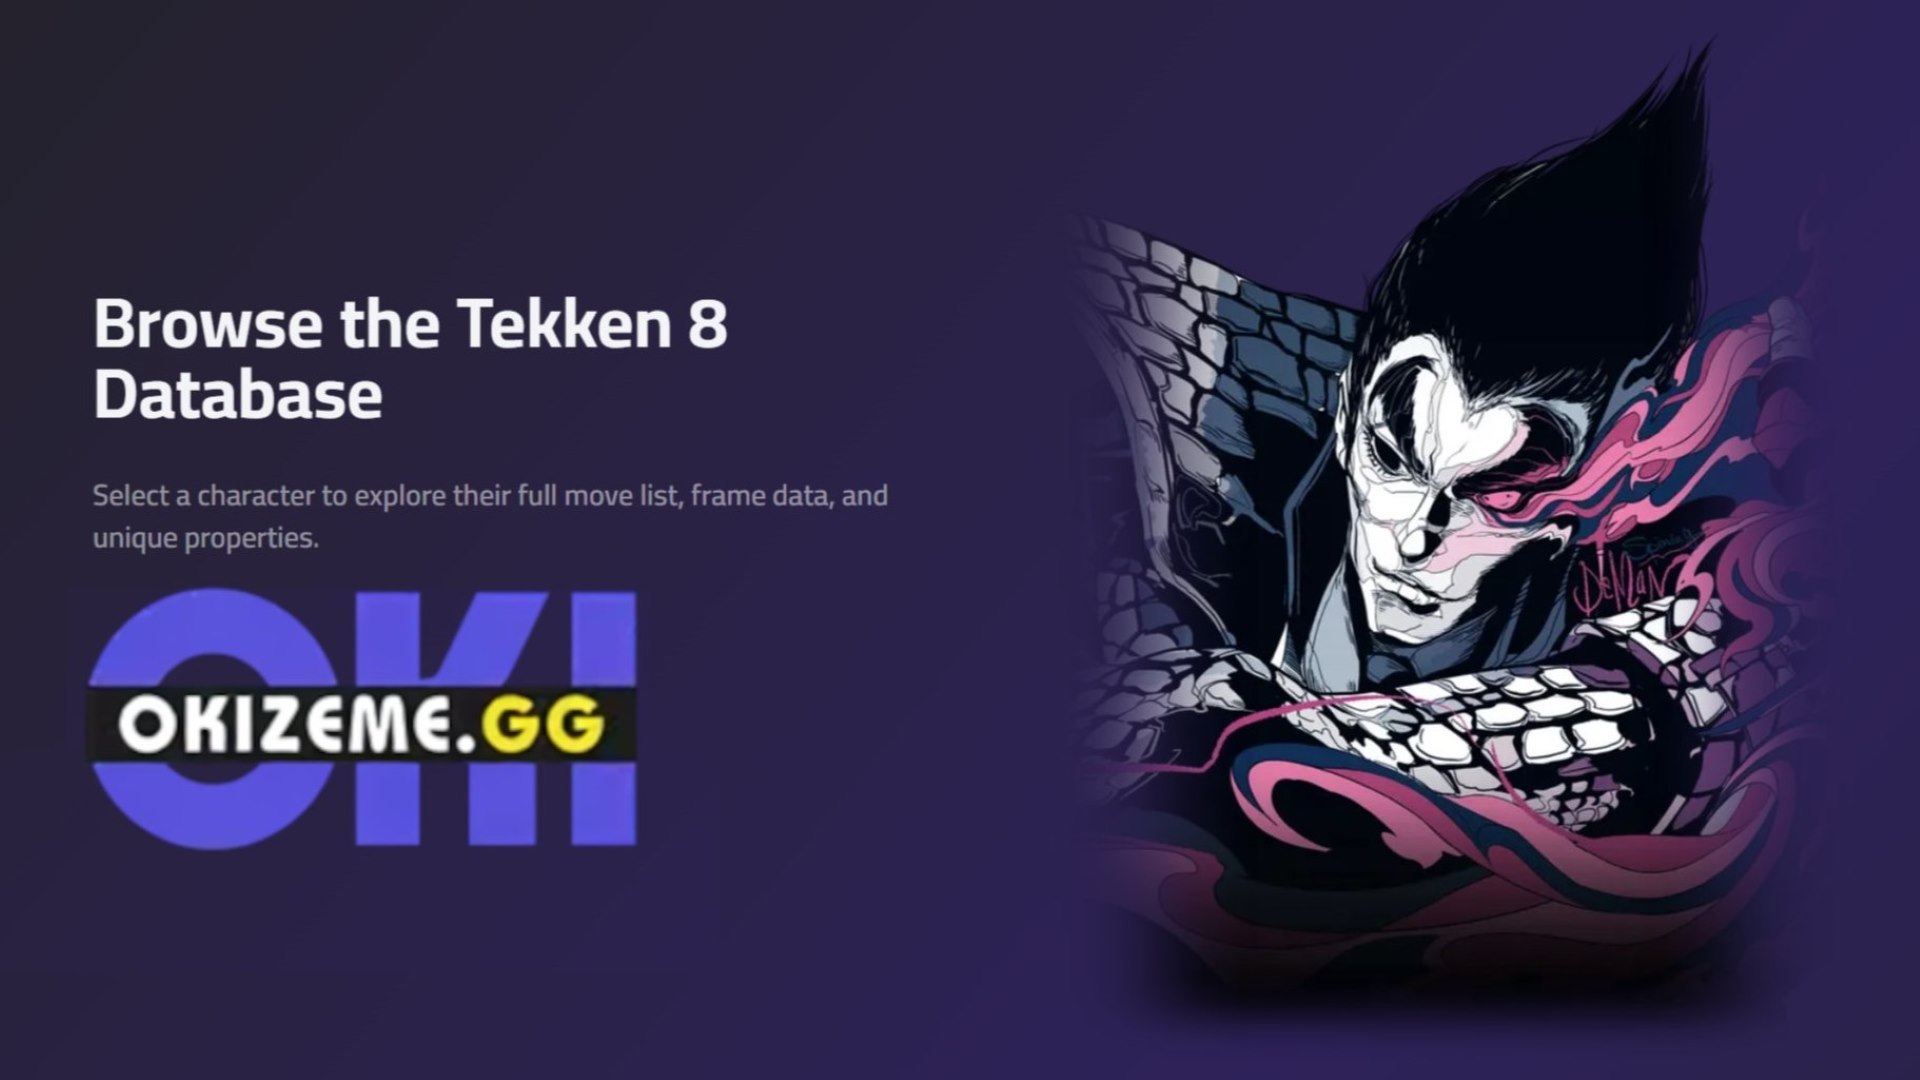 Browse the Tekken 8
Database
Select a character to explore their full move list, frame data, and
unique properties.
OKI
OKIZEME.GG
DeMaN